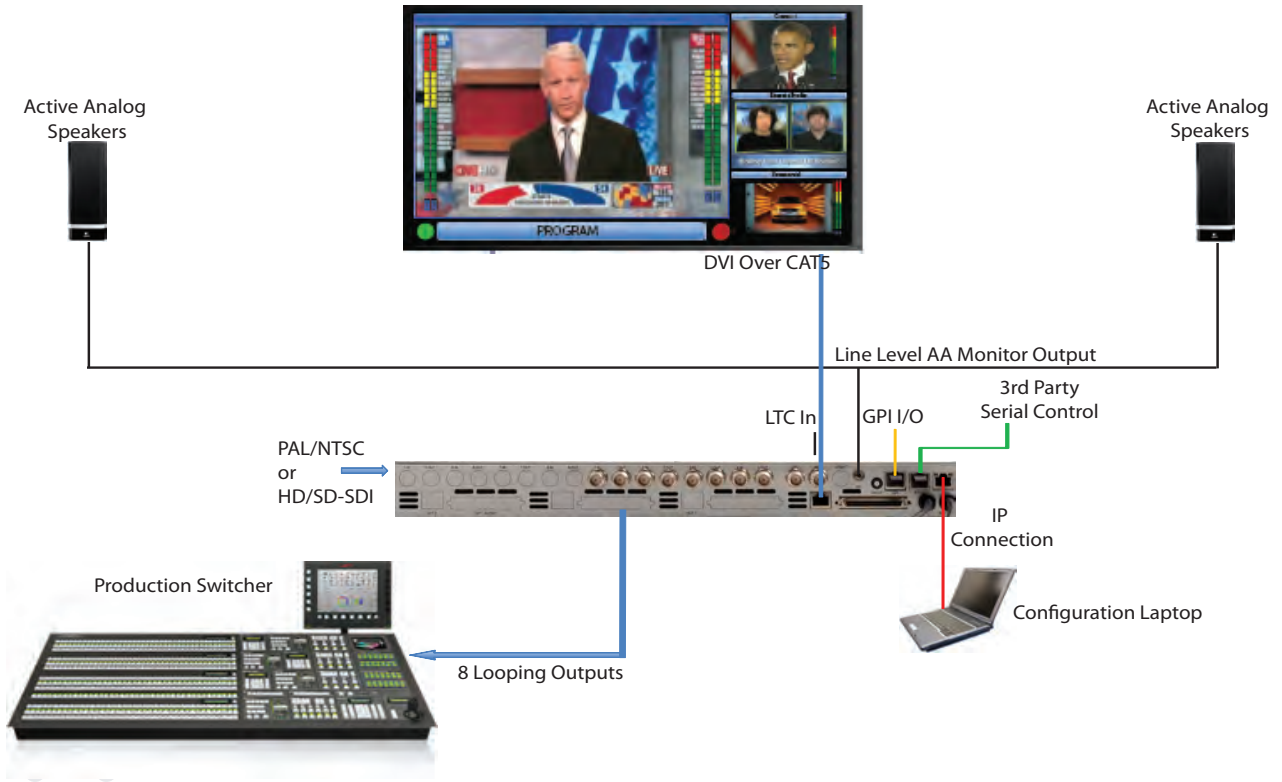 Active Analog
Speakers
Active Analog
Speakers
LIVE
PROGRAM
DVI Over CAT5
Line Level AA Monitor Output
3rd Party
Serial Control
LTC In
GPI I/O
PAL/NTSC
or
HD/SD-SDI
IP
Connection
Production Switcher
Configuration Laptop
8 Looping Outputs